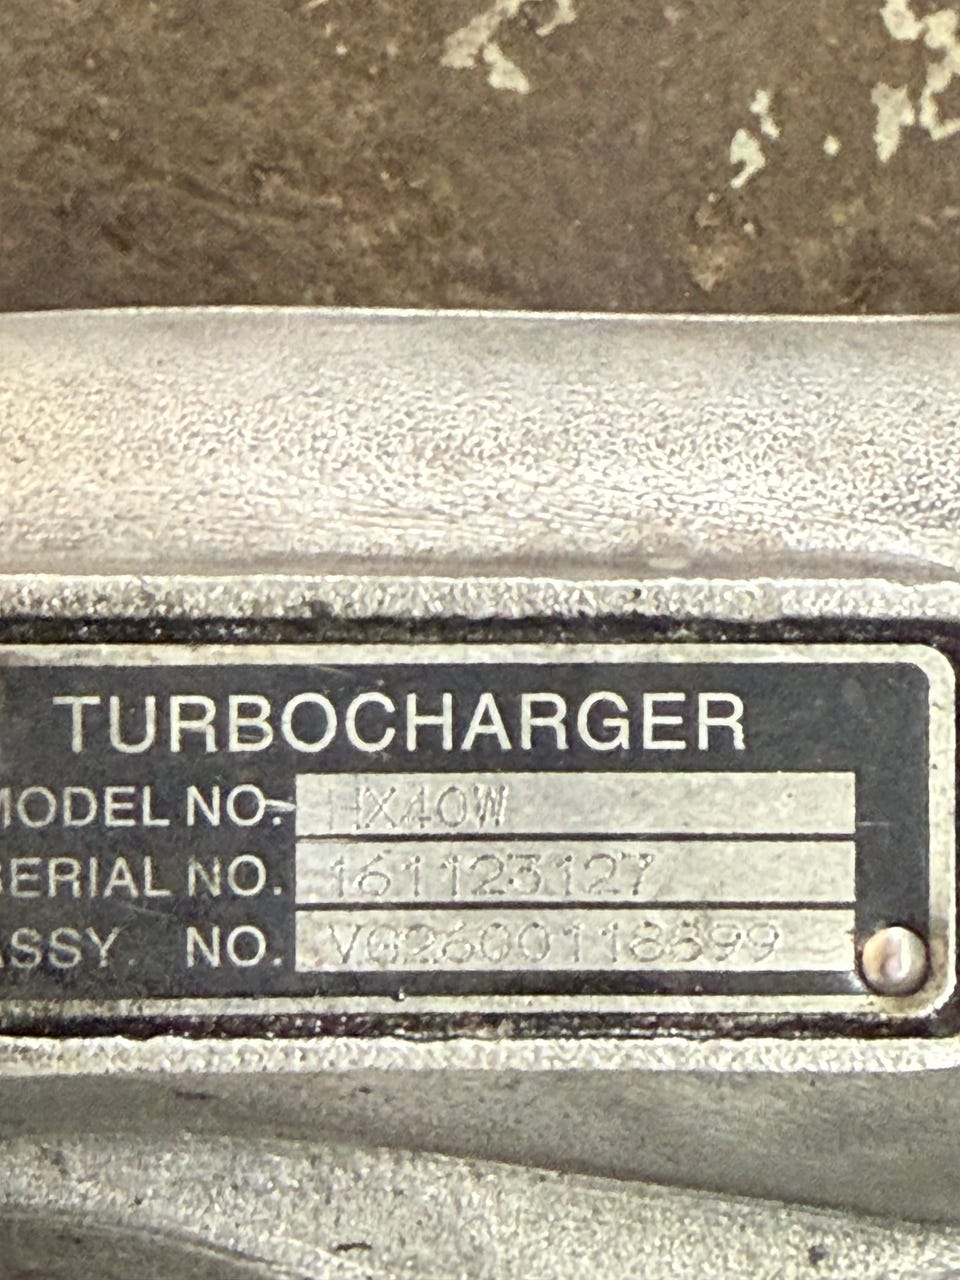 TURBOCHARGER
MODEL NO. HX40W
SERIAL NO. 161123127
ASSY. NO. VG2600118899